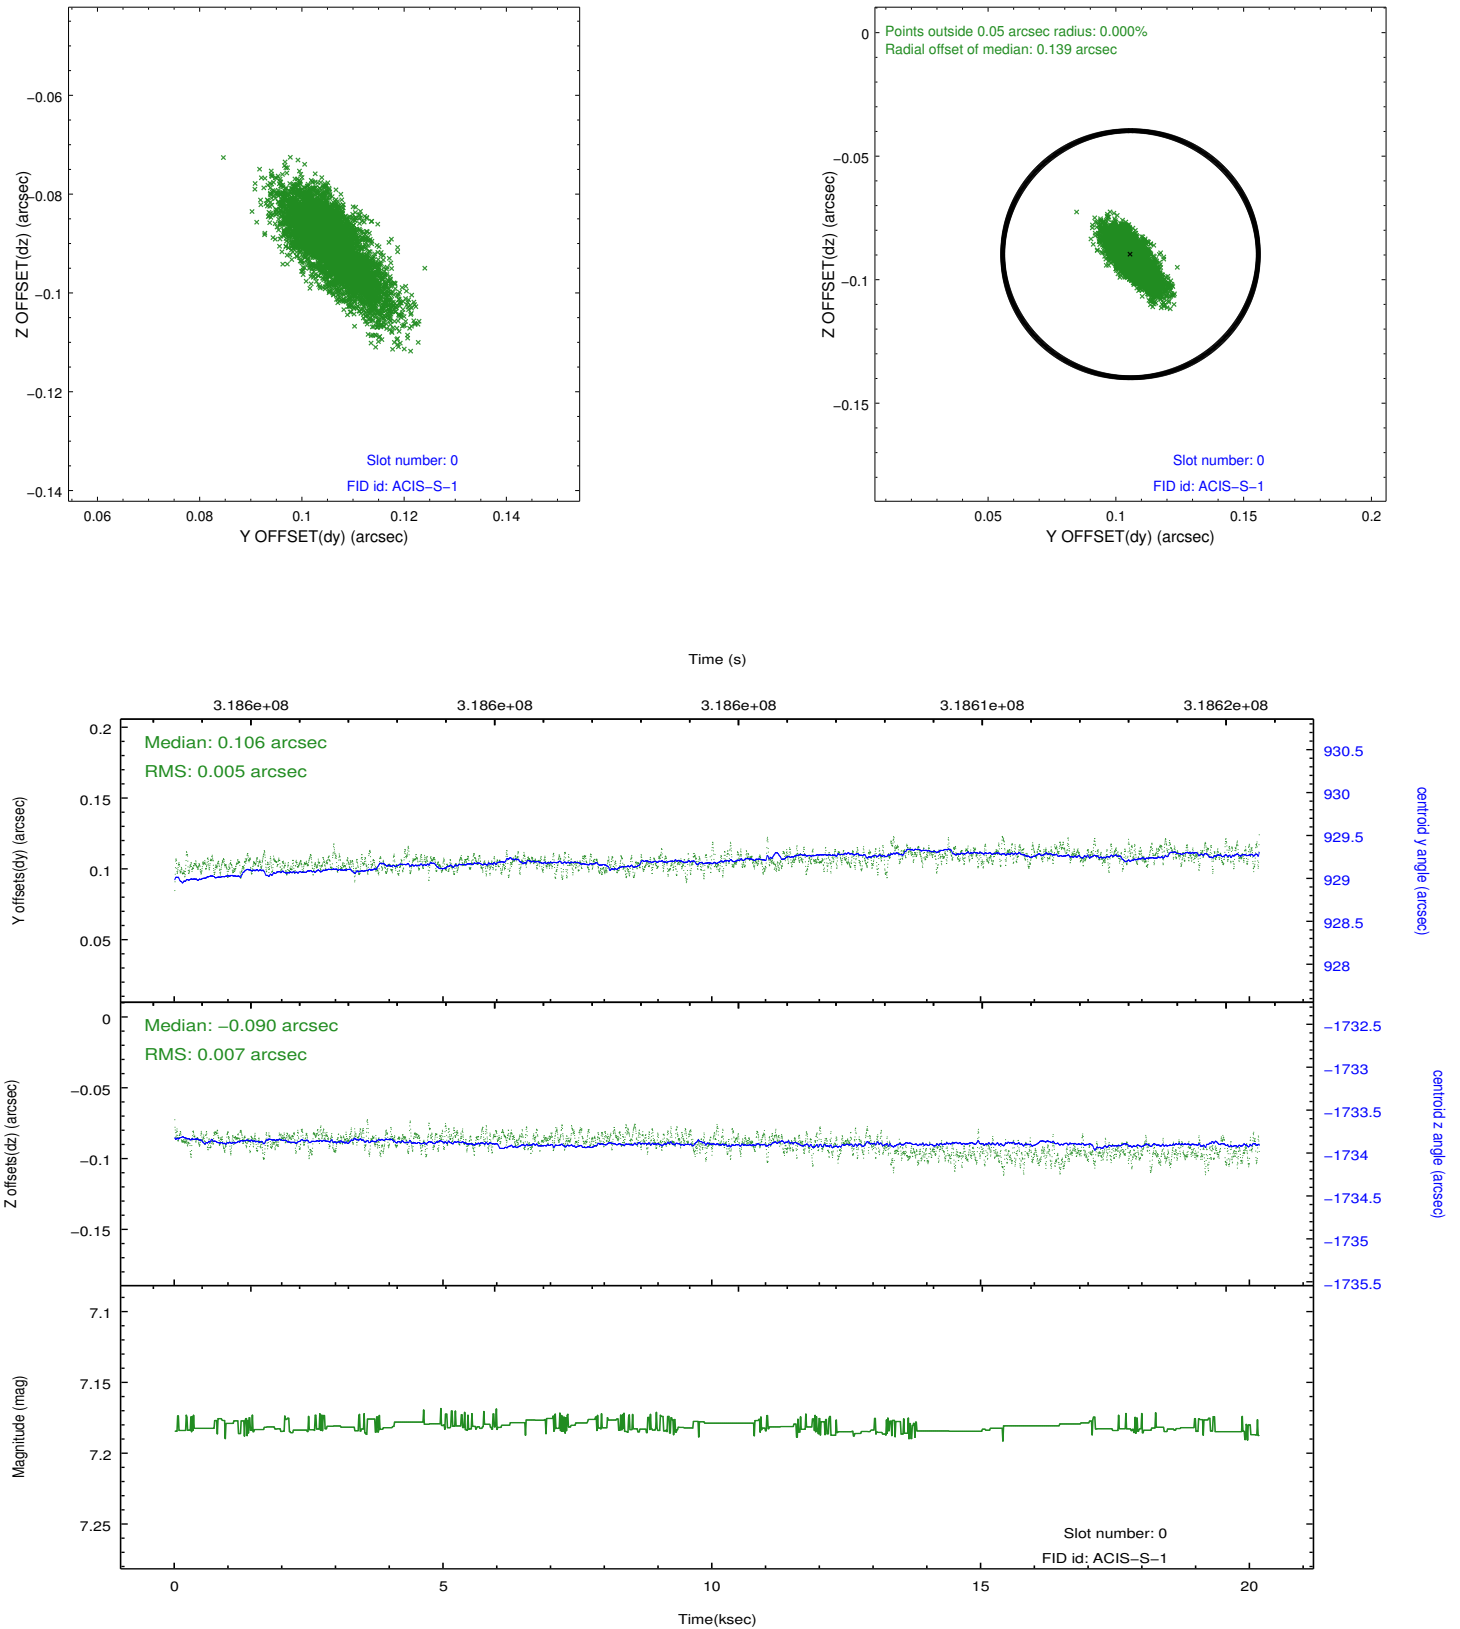 −0.06
−0.08
−0.1
−0.12
−0.14
Z OFFSET(dz) (arcsec)
Slot number: 0
FID id: ACIS−S−1
0.06 0.08 0.1 0.12 0.14
Y OFFSET(dy) (arcsec)
Points outside 0.05 arcsec radius: 0.000%
Radial offset of median: 0.139 arcsec
0
−0.05
−0.1
−0.15
Z OFFSET(dz) (arcsec)
Slot number: 0
FID id: ACIS−S−1
0.05 0.1 0.15 0.2
Y OFFSET(dy) (arcsec)
Time (s)
3.186e+08 3.186e+08 3.186e+08 3.1861e+08 3.1862e+08
Median: 0.106 arcsec
RMS: 0.005 arcsec
0.2
0.15
0.1
0.05
Y offsets(dy) (arcsec)
930.5
930
929.5
929
928.5
928
centroid y angle (arcsec)
Median: −0.090 arcsec
RMS: 0.007 arcsec
0
−0.05
−0.1
−0.15
Z offsets(dz) (arcsec)
−1732.5
−1733
−1733.5
−1734
−1734.5
−1735
−1735.5
centroid z angle (arcsec)
7.1
7.15
7.2
7.25
Magnitude (mag)
Slot number: 0
FID id: ACIS−S−1
0 5 10 15 20
Time(ksec)